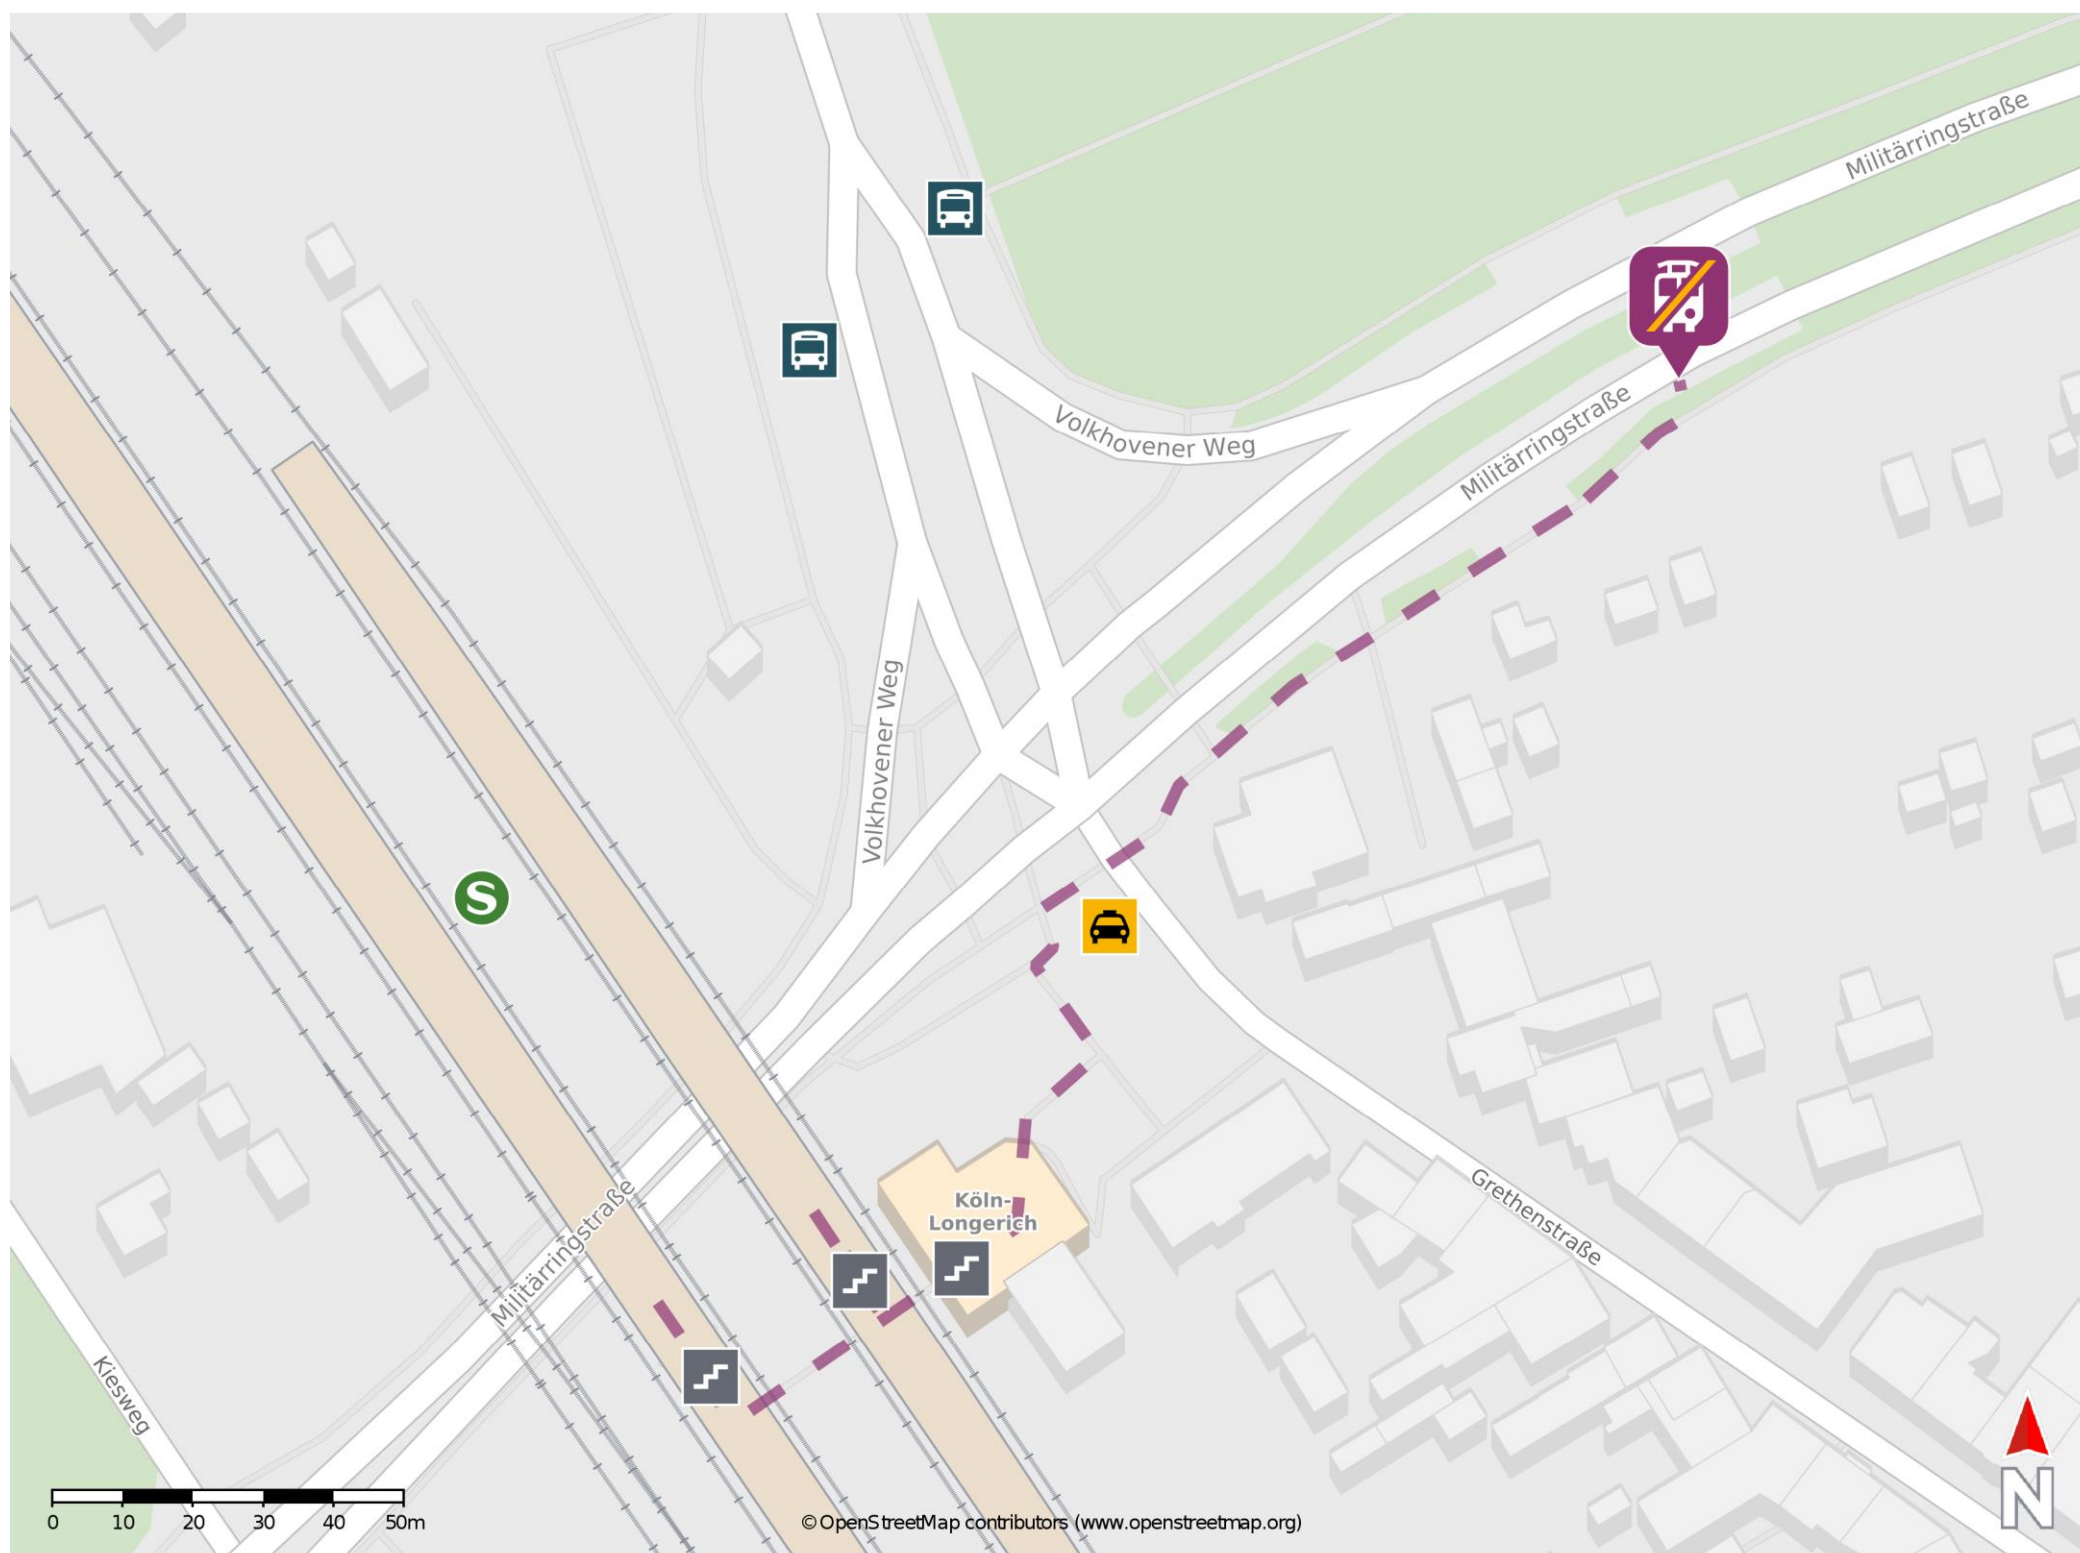 Militärringstraße
Volkhovener Weg
Militärringstraße
Volkhovener Weg
S
Köln-
Longerich
Militärringstraße
Grethenstraße
Kiesweg
0 10 20 30 40 50m
© OpenStreetMap contributors (www.openstreetmap.org)
N